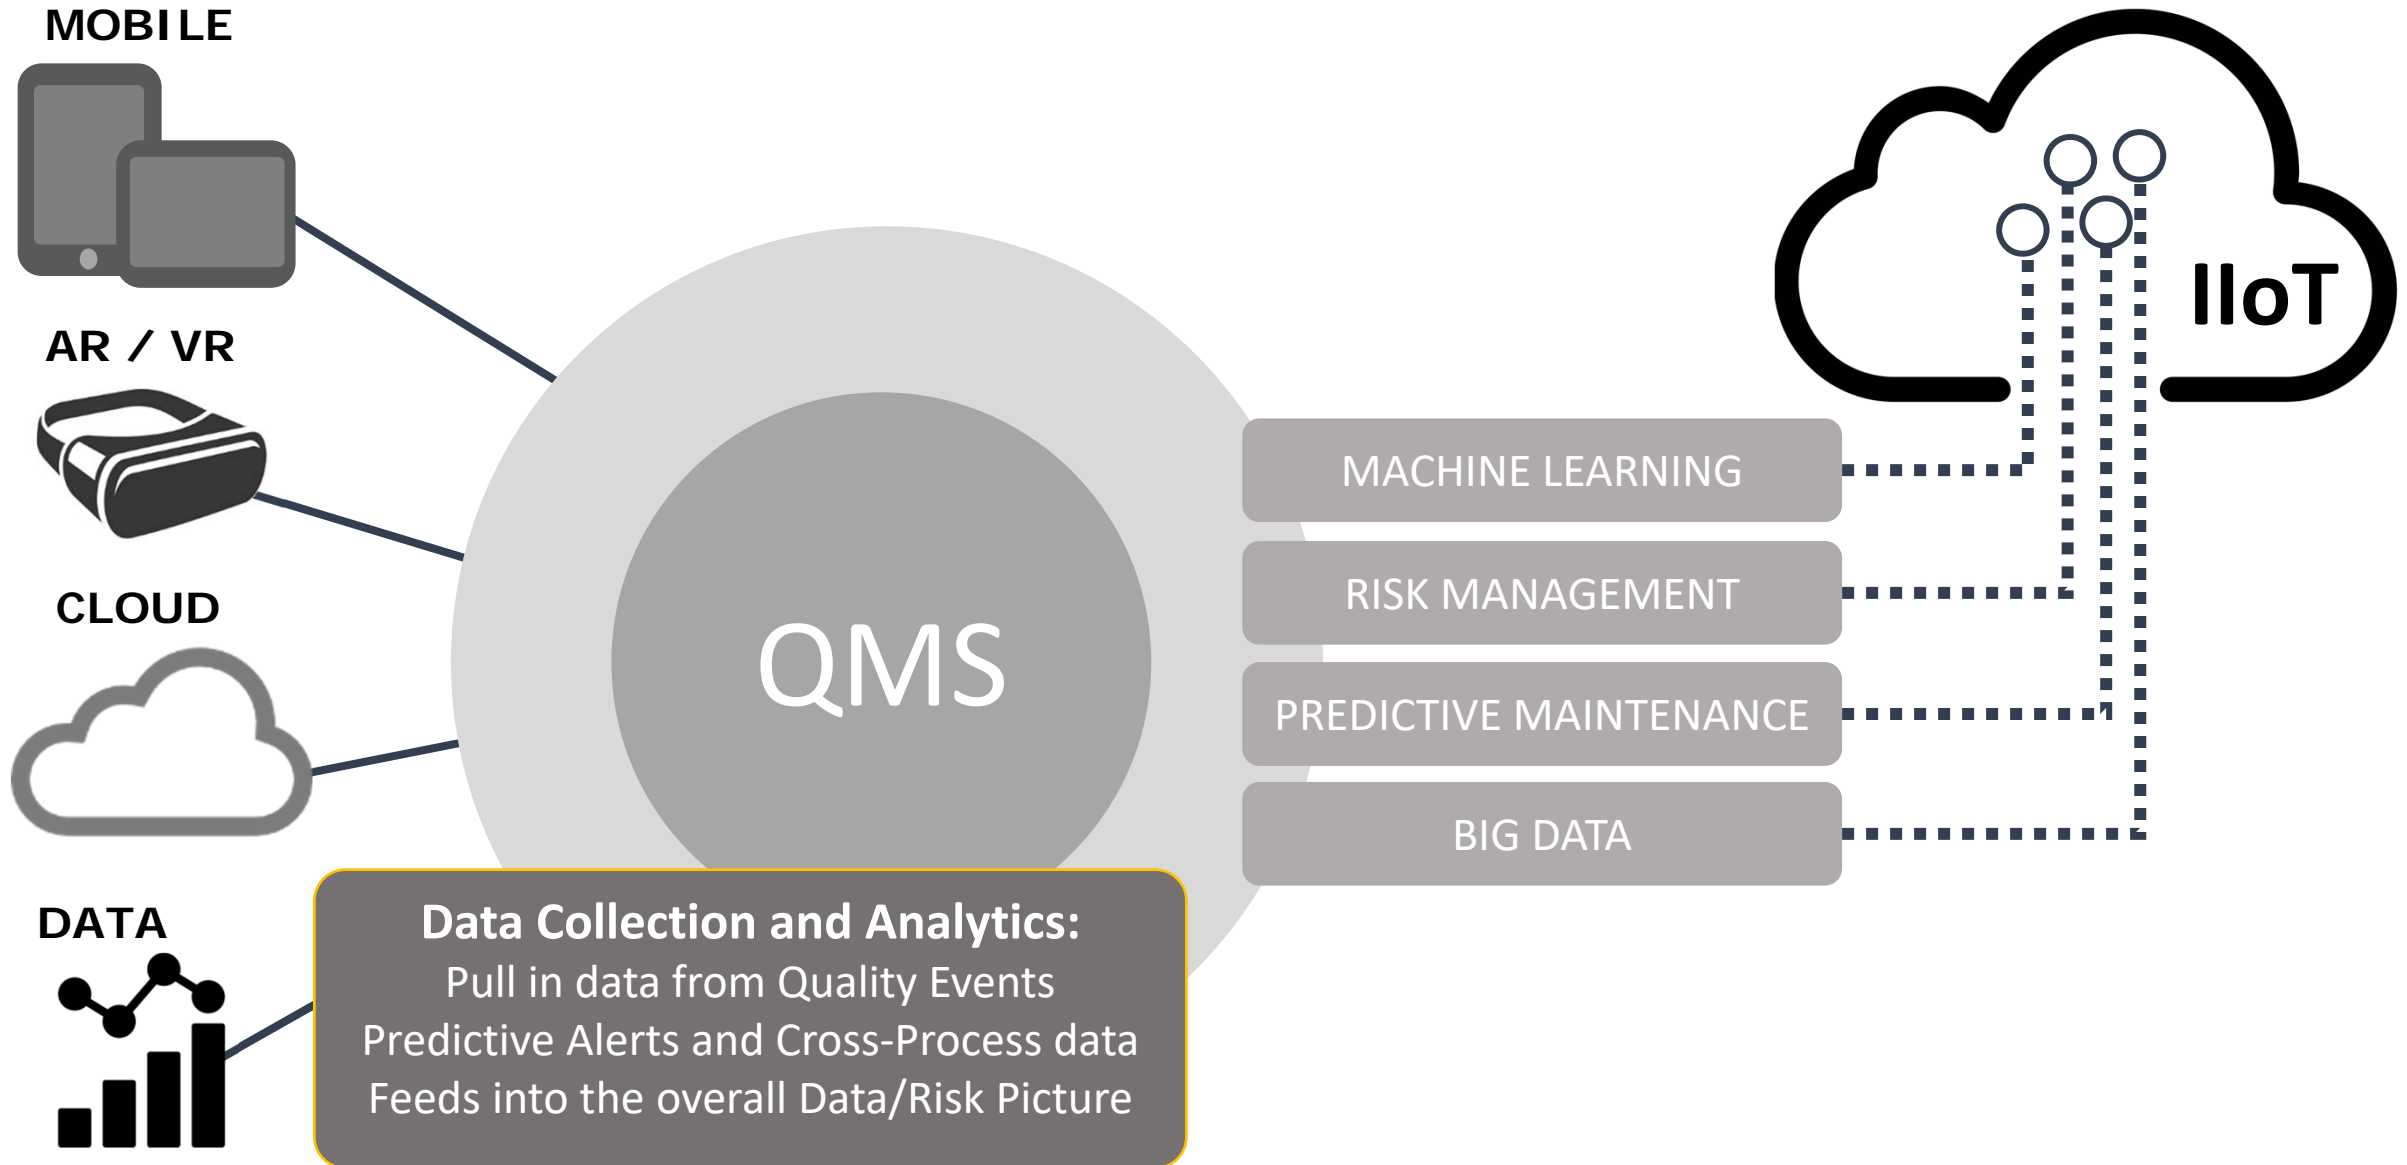 MOBILE
AR / VR
CLOUD
DATA
QMS
Data Collection and Analytics:
Pull in data from Quality Events
Predictive Alerts and Cross-Process data
Feeds into the overall Data/Risk Picture
MACHINE LEARNING
RISK MANAGEMENT
PREDICTIVE MAINTENANCE
BIG DATA
IIoT